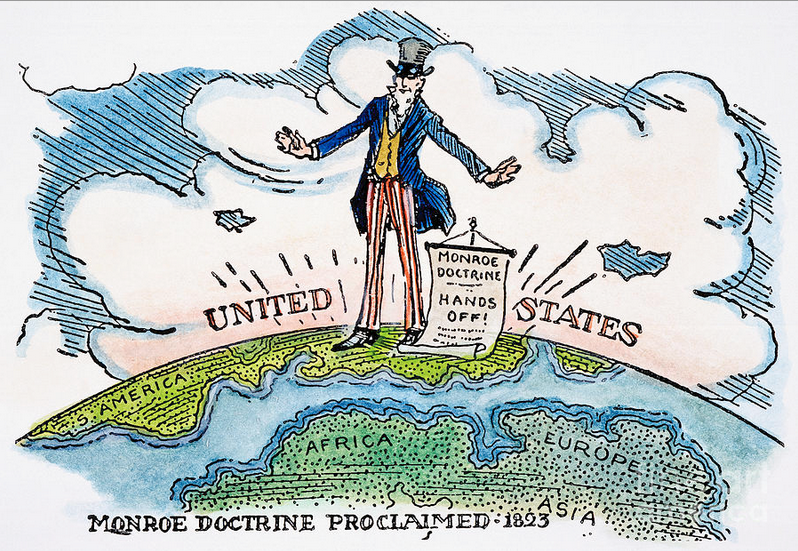 MONROE
DOCTRINE
HANDS
OFF!
UNITED STATES
S. AMERICA
AFRICA
EUROPE
ASIA
MONROE DOCTRINE PROCLAIMED · 1823